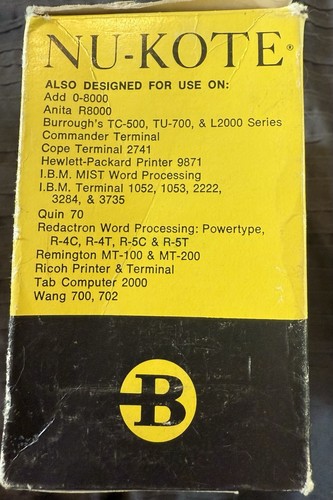 NU-KOTE®
ALSO DESIGNED FOR USE ON:
Add 0-8000
Anita R8000
Burrough's TC-500, TU-700, & L2000 Series
Commander Terminal
Cope Terminal 2741
Hewlett-Packard Printer 9871
I.B.M. MIST Word Processing
I.B.M. Terminal 1052, 1053, 2222,
3284, & 3735
Quin 70
Redactron Word Processing: Powertype,
R-4C, R-4T, R-5C & R-5T
Remington MT-100 & MT-200
Ricoh Printer & Terminal
Tab Computer 2000
Wang 700, 702
B